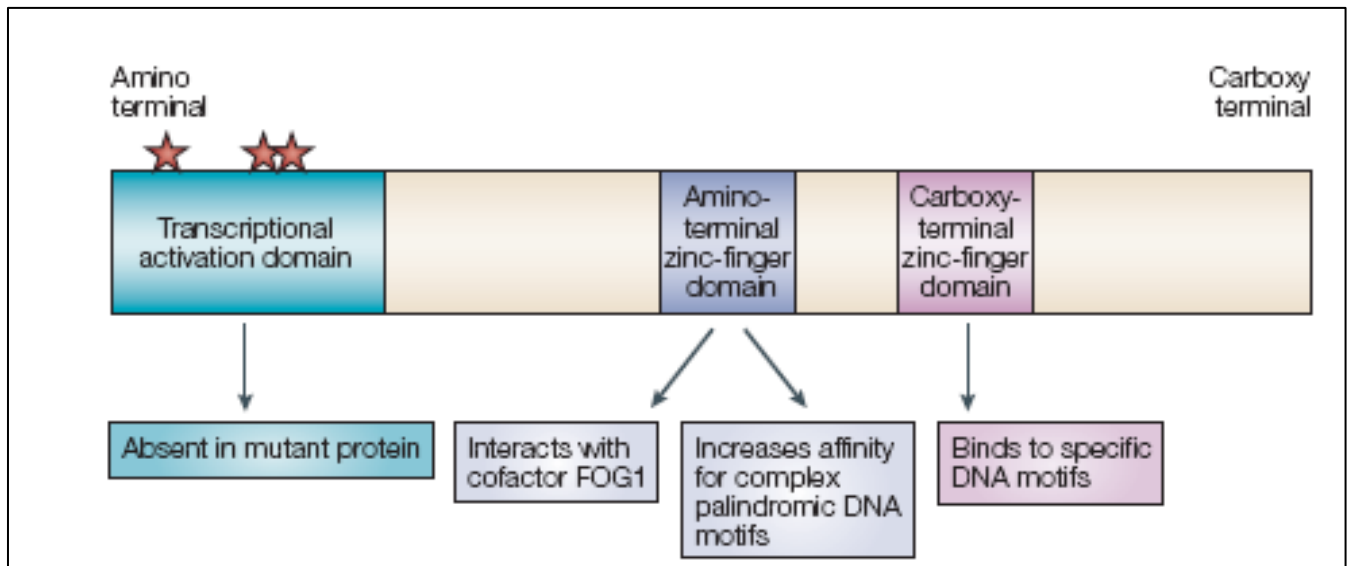 Amino
terminal
Carboxy
terminal
Transcriptional
activation domain
Amino-
terminal
zinc-finger
domain
Carboxy-
terminal
zinc-finger
domain
Absent in mutant protein
Interacts with
cofactor FOG1
Increases affinity
for complex
palindromic DNA
motifs
Binds to specific
DNA motifs